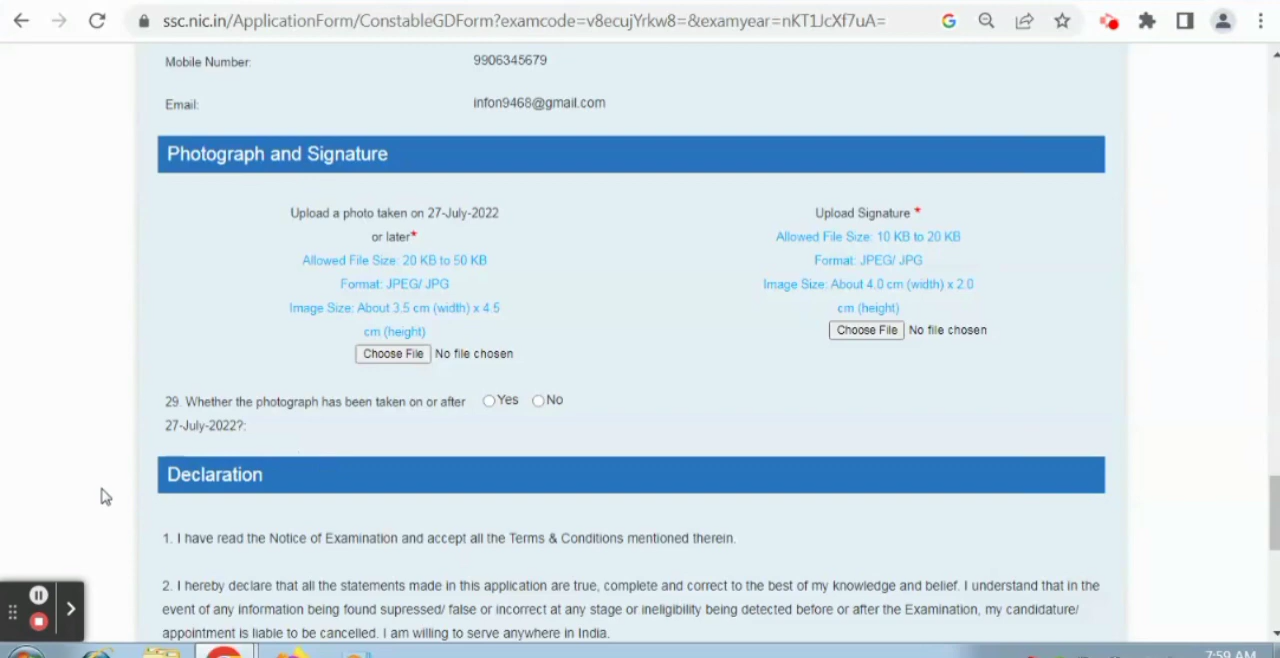 ssc.nic.in/ApplicationForm/ConstableGDForm?examcode=v8ecujYrkw8=&examyear=nKT1JcXf7uA=
Mobile Number: 9906345679
Email: infon9468@gmail.com
Photograph and Signature
Upload a photo taken on 27-July-2022
or later*
Allowed File Size: 20 KB to 50 KB
Format: JPEG/ JPG
Image Size: About 3.5 cm (width) x 4.5
cm (height)
Choose File No file chosen
Upload Signature *
Allowed File Size: 10 KB to 20 KB
Format: JPEG/ JPG
Image Size: About 4.0 cm (width) x 2.0
cm (height)
Choose File No file chosen
29. Whether the photograph has been taken on or after Yes No
27-July-2022?:
Declaration
1. I have read the Notice of Examination and accept all the Terms & Conditions mentioned therein.
2. I hereby declare that all the statements made in this application are true, complete and correct to the best of my knowledge and belief. I understand that in the
event of any information being found supressed/ false or incorrect at any stage or ineligibility being detected before or after the Examination, my candidature/
appointment is liable to be cancelled. I am willing to serve anywhere in India.
7:59 AM